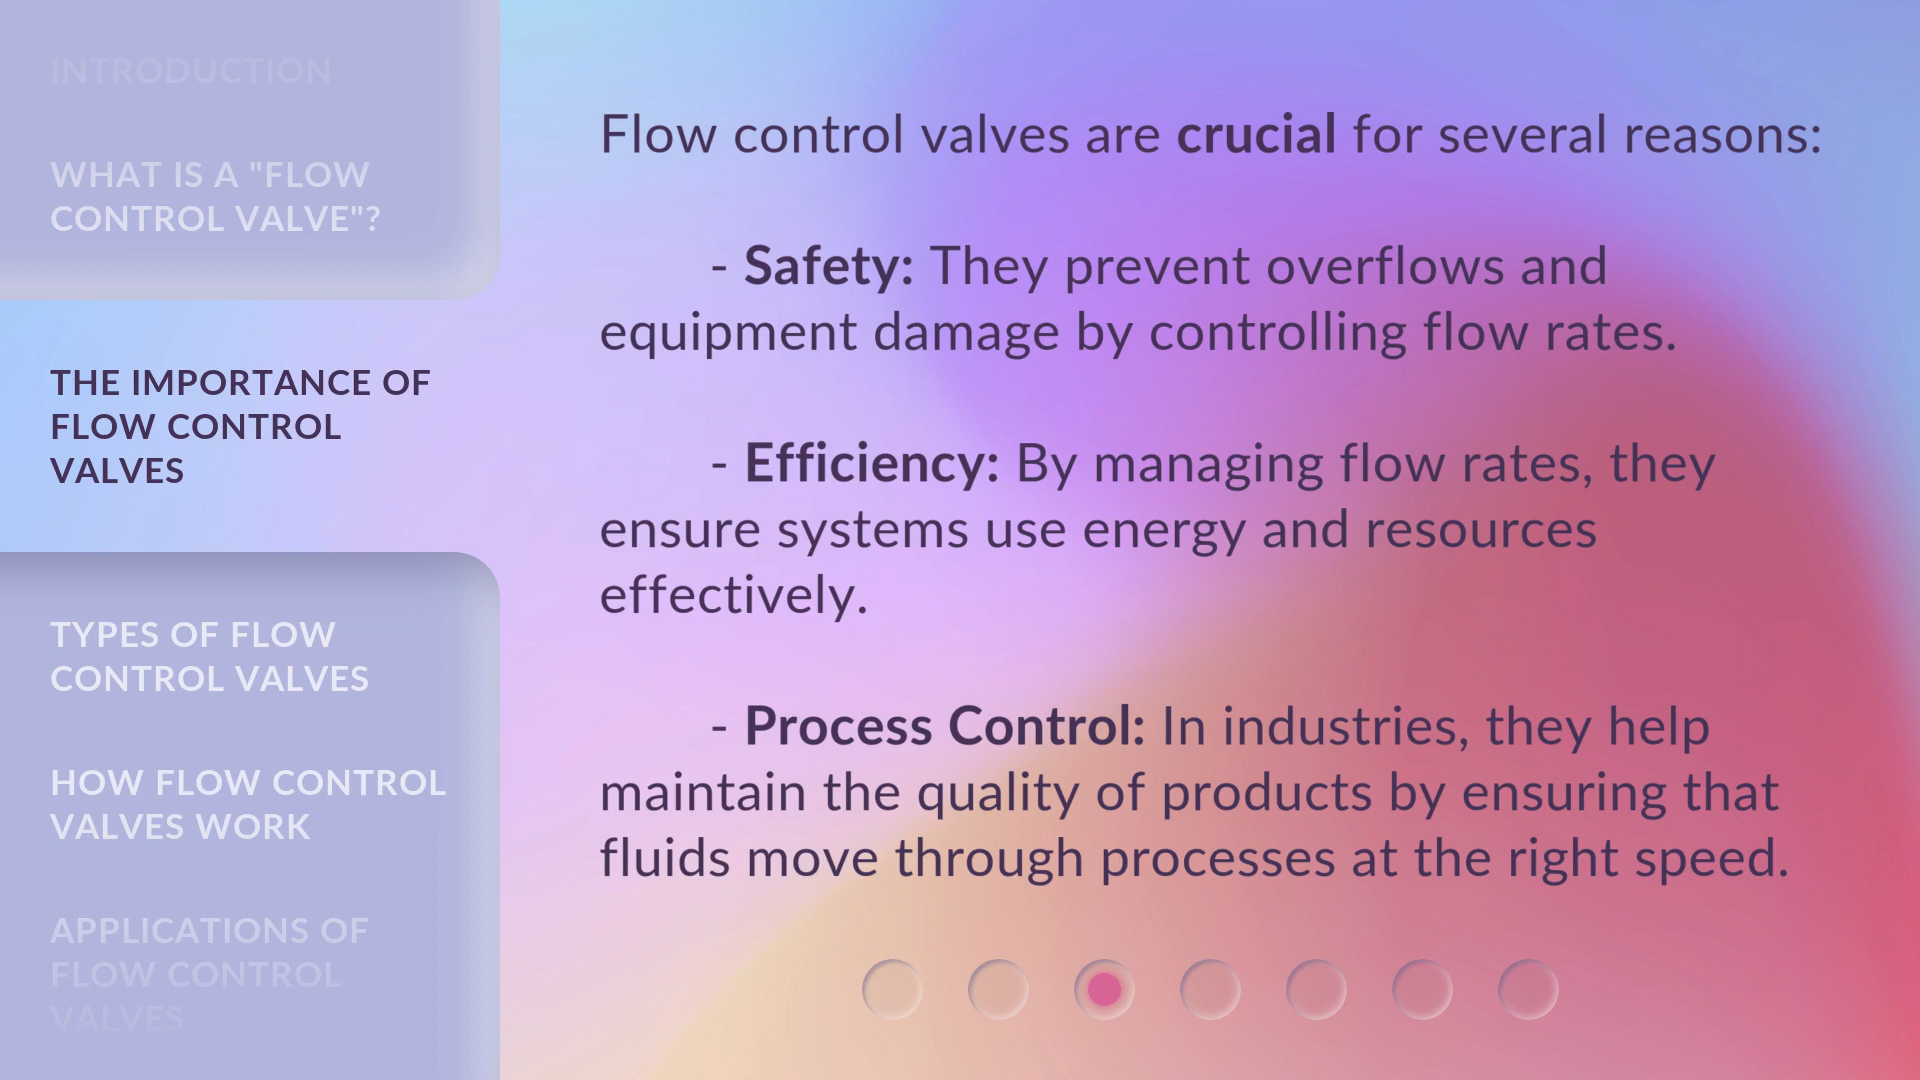 INTRODUCTION
WHAT IS A "FLOW
CONTROL VALVE"?
THE IMPORTANCE OF
FLOW CONTROL
VALVES
TYPES OF FLOW
CONTROL VALVES
HOW FLOW CONTROL
VALVES WORK
APPLICATIONS OF
FLOW CONTROL
VALVES
Flow control valves are crucial for several reasons:
- Safety: They prevent overflows and
equipment damage by controlling flow rates.
- Efficiency: By managing flow rates, they
ensure systems use energy and resources
effectively.
- Process Control: In industries, they help
maintain the quality of products by ensuring that
fluids move through processes at the right speed.